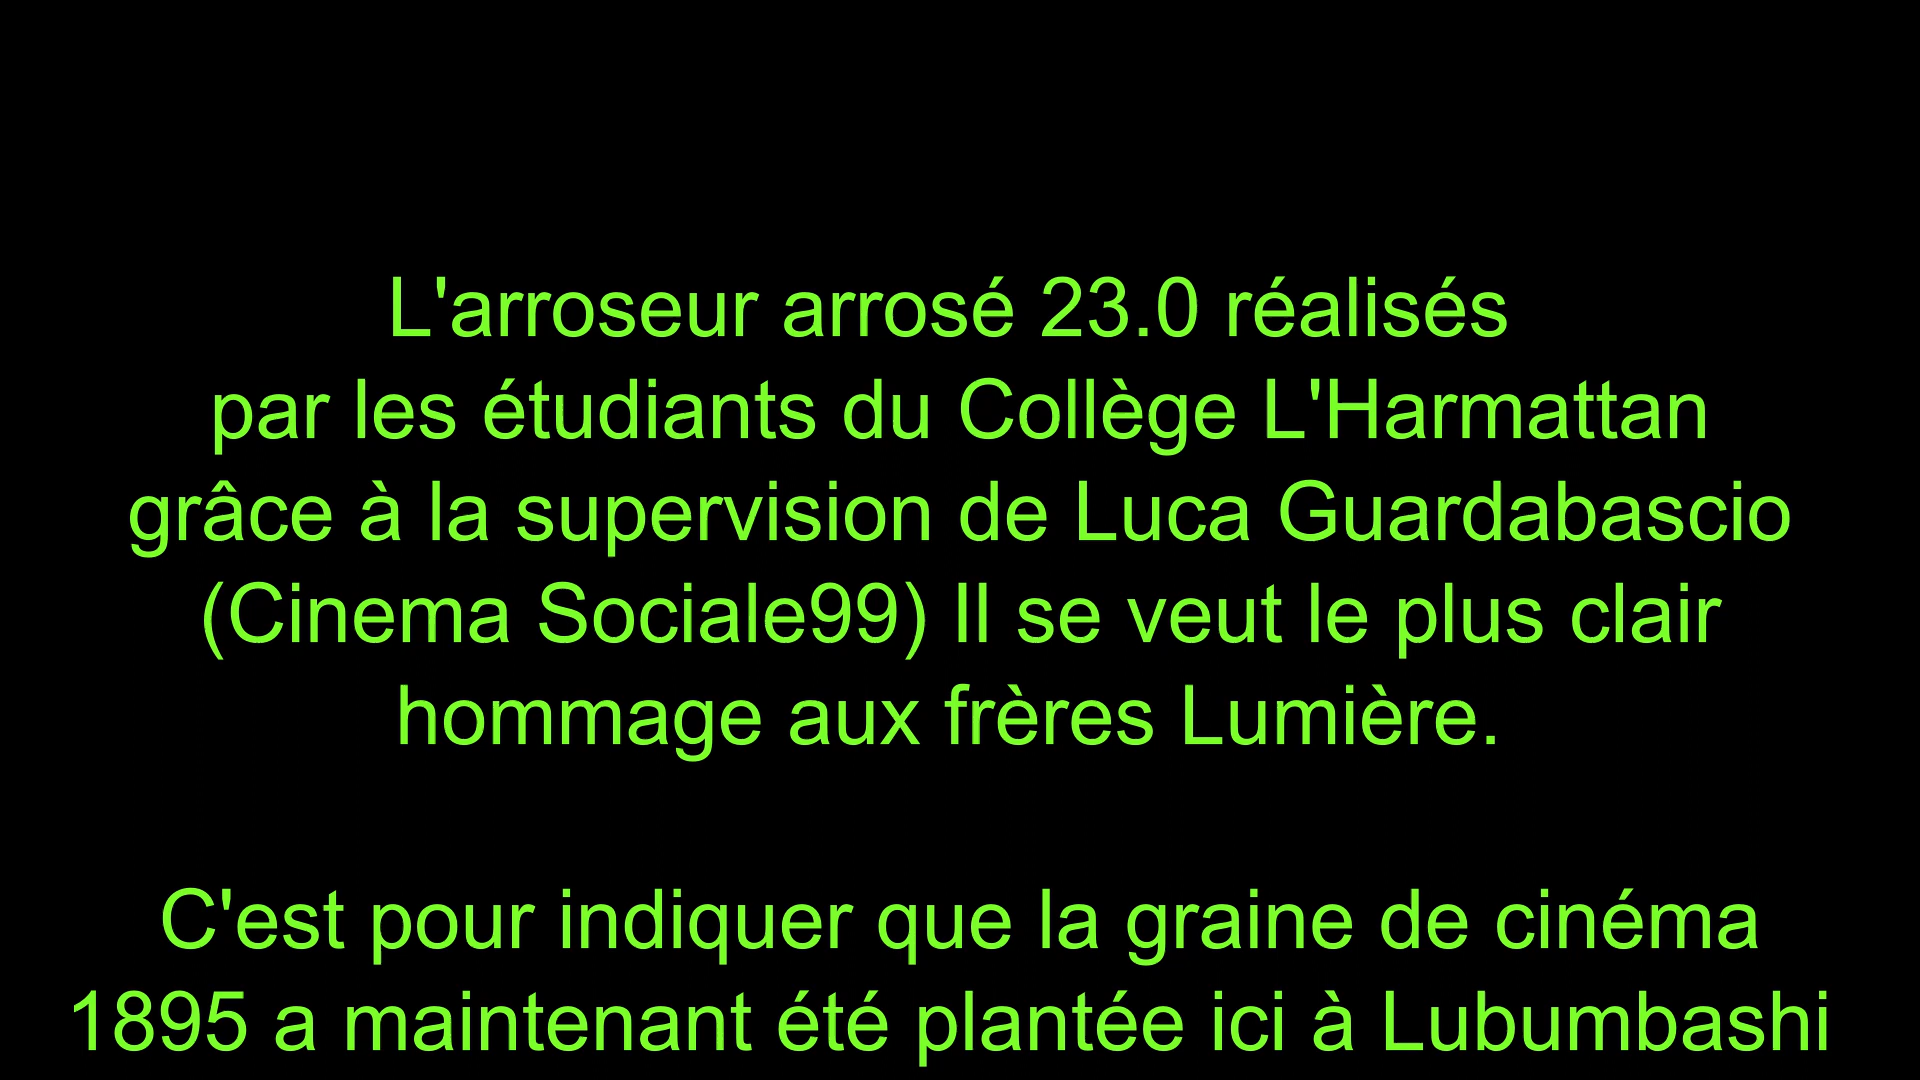 L'arroseur arrosé 23.0 réalisés
par les étudiants du Collège L'Harmattan
grâce à la supervision de Luca Guardabascio
(Cinema Sociale99) Il se veut le plus clair
hommage aux frères Lumière.
C'est pour indiquer que la graine de cinéma
1895 a maintenant été plantée ici à Lubumbashi